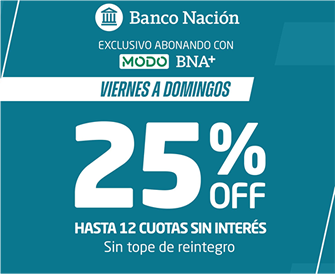 Banco Nación
EXCLUSIVO ABONANDO CON
MODO BNA+
VIERNES A DOMINGOS
25% OFF
HASTA 12 CUOTAS SIN INTERÉS
Sin tope de reintegro